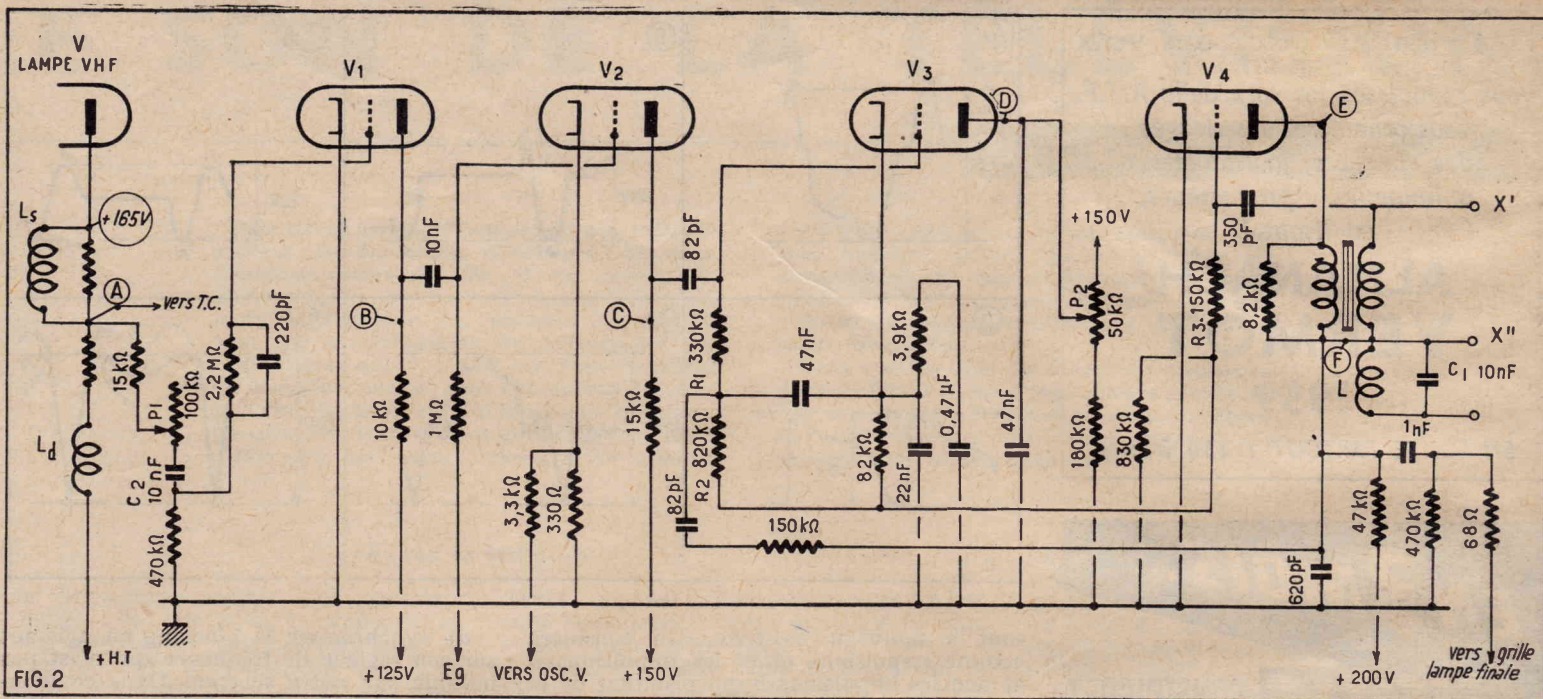 V
LAMPE VHF
V1
V2
V3
V4
D
E
Ls
+165V
A
vers T.C.
15kΩ
P1
100kΩ
2,2MΩ
220pF
Ld
C2
10nF
470kΩ
+H.T
10nF
B
10kΩ
1MΩ
+125V
Eg
82pF
C
15kΩ
3,3kΩ
330Ω
VERS OSC. V.
+150V
330kΩ
R1
R2 820kΩ
82pF
47nF
150kΩ
3,9kΩ
82kΩ
22nF
0,47µF
47nF
+150V
P2
50kΩ
180kΩ
830kΩ
R3.150kΩ
350
pF
8,2kΩ
X'
X"
F
L
C1 10nF
1nF
620pF
47kΩ
470kΩ
68Ω
+200V
vers grille
lampe finale
FIG.2